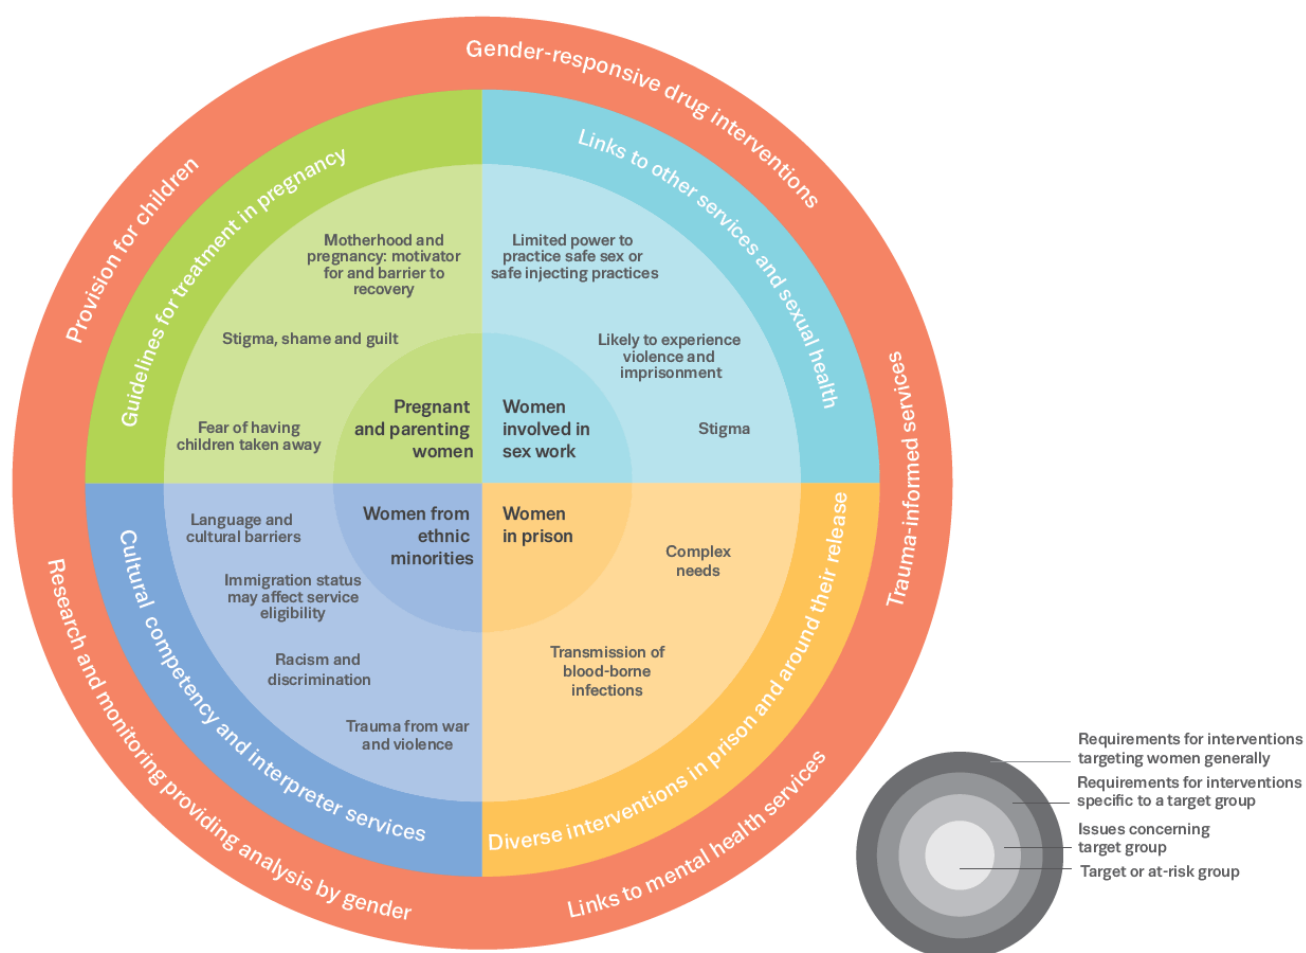 Gender-responsive drug interventions
Provision for children
Trauma-informed services
Research and monitoring providing analysis by gender
Links to mental health services
Guidelines for treatment in pregnancy
Motherhood and
pregnancy: motivator
for and barrier to
recovery
Stigma, shame and guilt
Fear of having
children taken away
Pregnant
and parenting
women
Links to other services and sexual health
Limited power to
practice safe sex or
safe injecting practices
Likely to experience
violence and
imprisonment
Stigma
Women
involved in
sex work
Cultural competency and interpreter services
Women from
ethnic
minorities
Language and
cultural barriers
Immigration status
may affect service
eligibility
Racism and
discrimination
Trauma from war
and violence
Diverse interventions in prison and around their release
Women
in prison
Complex
needs
Transmission of
blood-borne
infections
Requirements for interventions
targeting women generally
Requirements for interventions
specific to a target group
Issues concerning
target group
Target or at-risk group